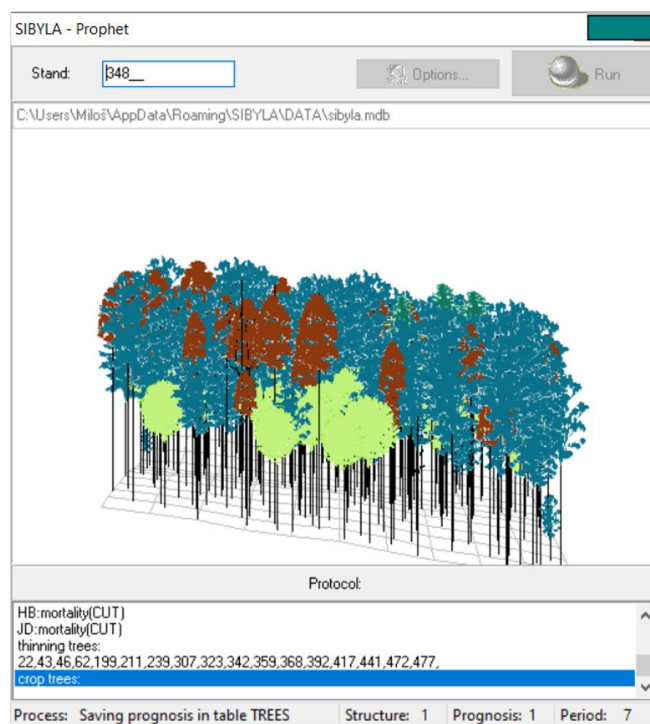 SIBYLA - Prophet
Stand: 348__ Options... Run
C:\Users\Miloš\AppData\Roaming\SIBYLA\DATA\sibyla.mdb
Protocol:
HB:mortality(CUT)
JD:mortality(CUT)
thinning trees:
22,43,46,62,199,211,239,307,323,342,359,368,392,417,441,472,477,
crop trees:
Process: Saving prognosis in table TREES Structure: 1 Prognosis: 1 Period: 7